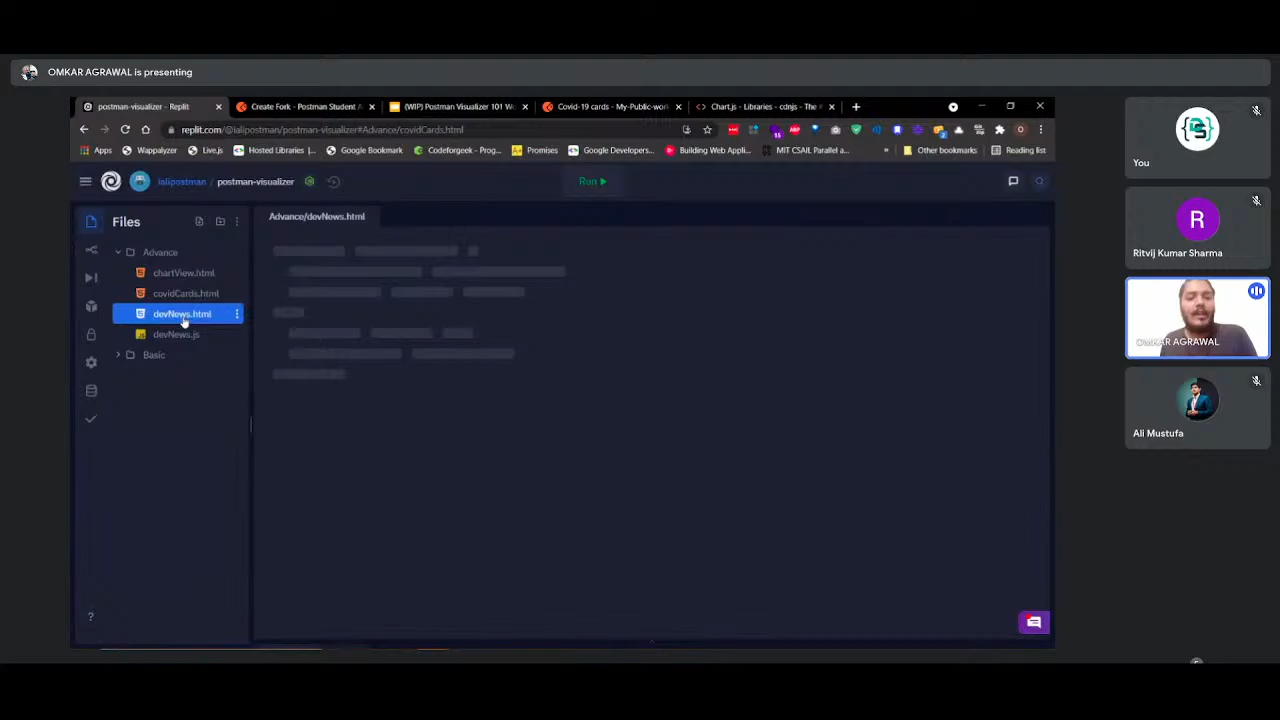 OMKAR AGRAWAL is presenting
postman-visualizer - Replit
Create Fork - Postman Student A
(WIP) Postman Visualizer 101 W
Covid-19 cards - My-Public-wor
Chart.js - Libraries - cdnjs - The #
replit.com/@ialipostman/postman-visualizer#Advance/covidCards.html
Apps
Wappalyzer
Live.js
Hosted Libraries |...
Google Bookmark
Codeforgeek - Prog...
Promises
Google Developers...
Building Web Appli...
MIT CSAIL Parallel a...
»
Other bookmarks
Reading list
ialipostman / postman-visualizer
Run
Files
Advance/devNews.html
Advance
chartView.html
covidCards.html
devNews.html
devNews.js
Basic
?
You
R
Ritvij Kumar Sharma
OMKAR AGRAWAL
Ali Mustufa